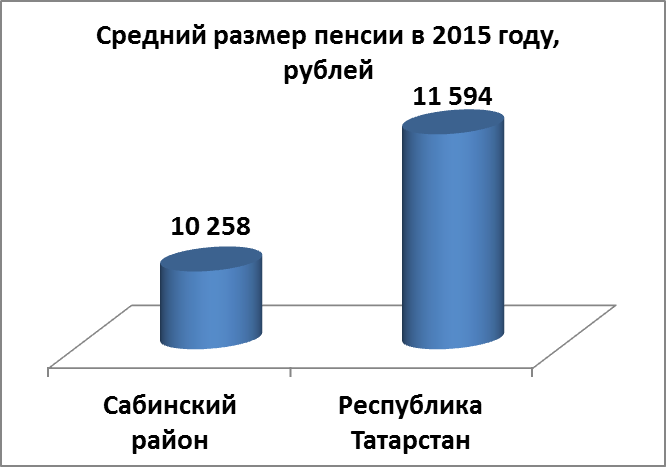 Средний размер пенсии в 2015 году,
рублей
11 594
10 258
Сабинский
район
Республика
Татарстан